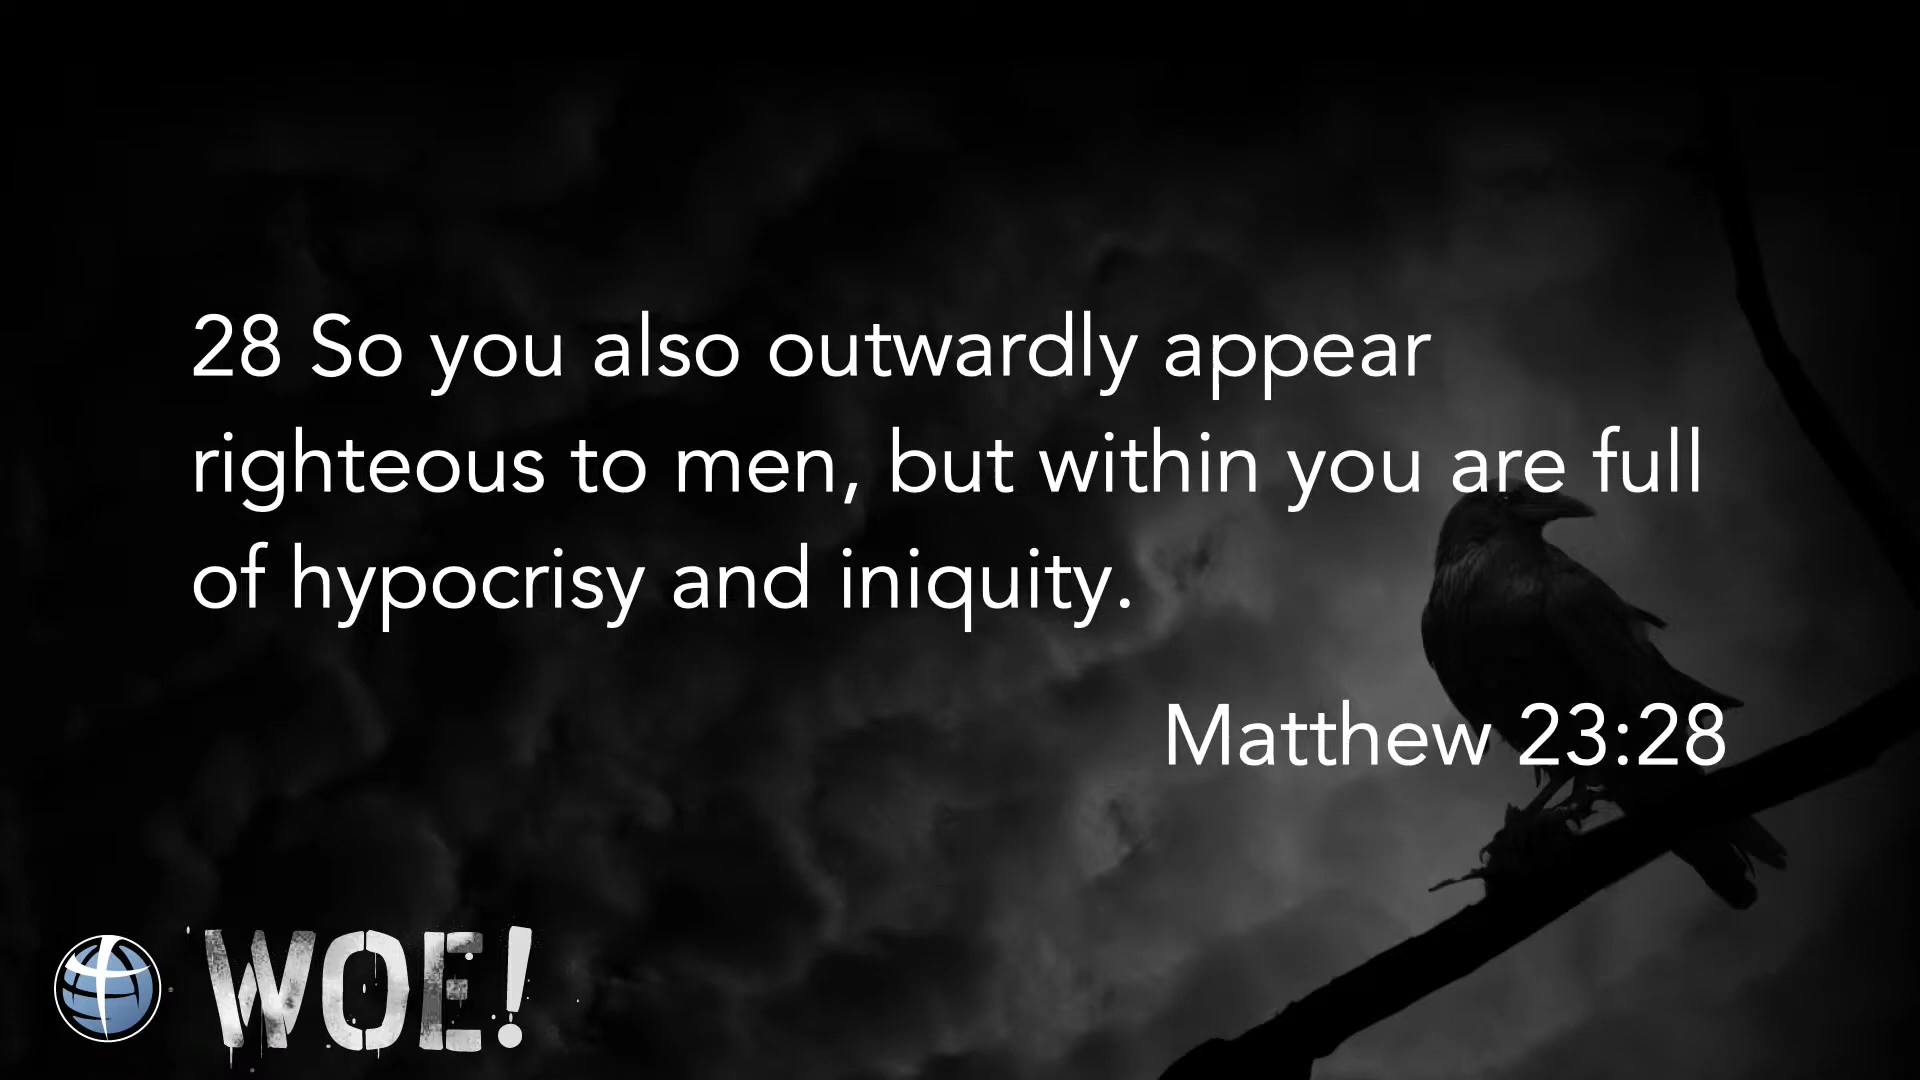 28 So you also outwardly appear
righteous to men, but within you are full
of hypocrisy and iniquity.
Matthew 23:28
WOE!